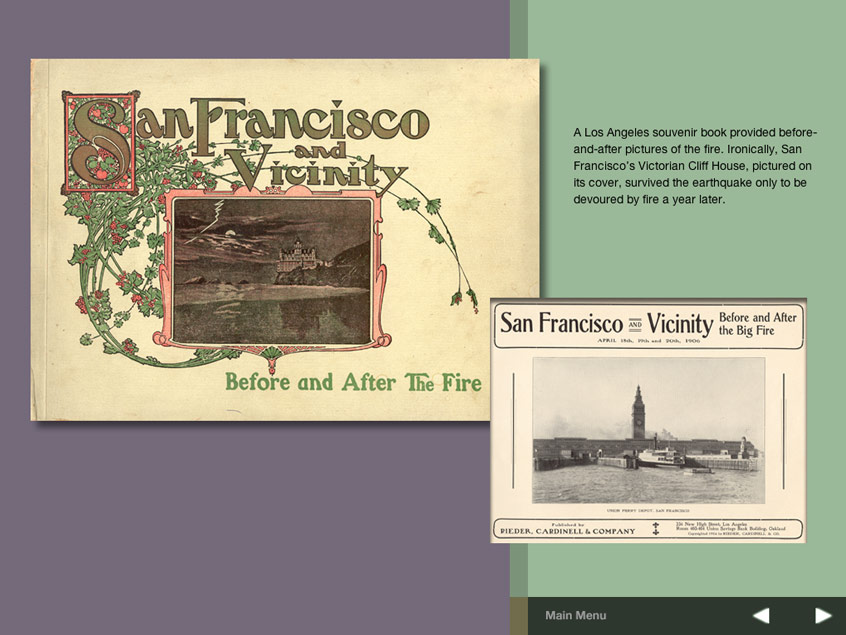 San Francisco
and
Vicinity
Before and After The Fire
A Los Angeles souvenir book provided before-
and-after pictures of the fire. Ironically, San
Francisco's Victorian Cliff House, pictured on
its cover, survived the earthquake only to be
devoured by fire a year later.
San Francisco AND Vicinity Before and After
the Big Fire
APRIL 18th, 19th and 20th, 1906
UNION FERRY DEPOT, SAN FRANCISCO
Published by
RIEDER, CARDINELL & COMPANY
234 New High Street, Los Angeles
Rooms 402-404 Union Savings Bank Building, Oakland
Copyrighted 1906 by RIEDER, CARDINELL & CO.
Main Menu